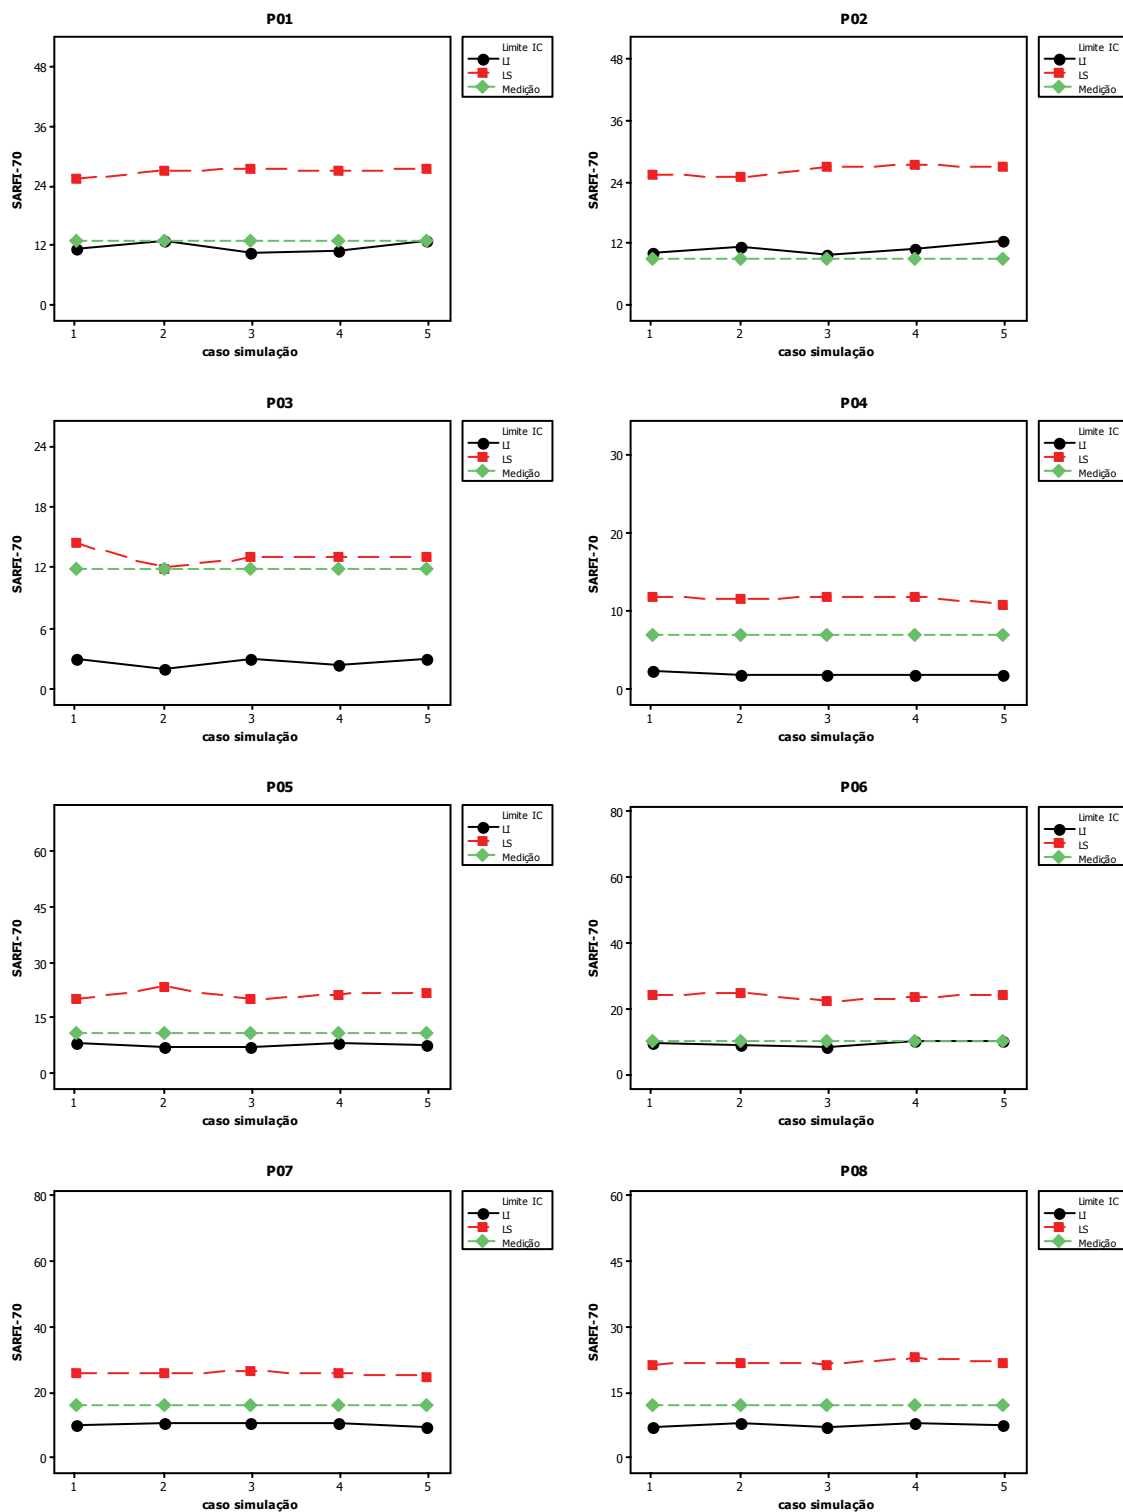 P01
Limite IC
LI
LS
Medição
SARFI-70
48
36
24
12
0
1 2 3 4 5
caso simulação
P02
Limite IC
LI
LS
Medição
SARFI-70
48
36
24
12
0
1 2 3 4 5
caso simulação
P03
Limite IC
LI
LS
Medição
SARFI-70
24
18
12
6
0
1 2 3 4 5
caso simulação
P04
Limite IC
LI
LS
Medição
SARFI-70
30
20
10
0
1 2 3 4 5
caso simulação
P05
Limite IC
LI
LS
Medição
SARFI-70
60
45
30
15
0
1 2 3 4 5
caso simulação
P06
Limite IC
LI
LS
Medição
SARFI-70
80
60
40
20
0
1 2 3 4 5
caso simulação
P07
Limite IC
LI
LS
Medição
SARFI-70
80
60
40
20
0
1 2 3 4 5
caso simulação
P08
Limite IC
LI
LS
Medição
SARFI-70
60
45
30
15
0
1 2 3 4 5
caso simulação